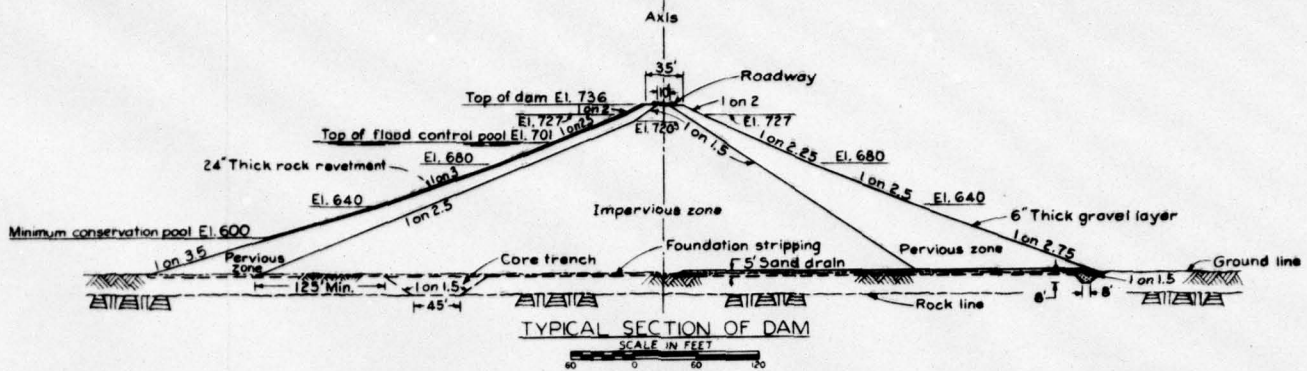 Axis
35'
10'
Roadway
Top of dam El. 736
1 on 2
1 on 2
El. 727
El. 727
El. 720
Top of flood control pool El. 701
1 on 2.5
1 on 1.5
1 on 2.25
El. 680
El. 680
24" Thick rock revetment
1 on 3
1 on 2.5
El. 640
El. 640
1 on 2.5
Impervious zone
6" Thick gravel layer
Minimum conservation pool El. 600
1 on 2.75
1 on 3.5
Pervious zone
Foundation stripping
Pervious zone
Core trench
5' Sand drain
Ground line
125' Min.
1 on 1.5
1 on 1.5
8'
8'
45'
Rock line
TYPICAL SECTION OF DAM
SCALE IN FEET
60 0 60 120